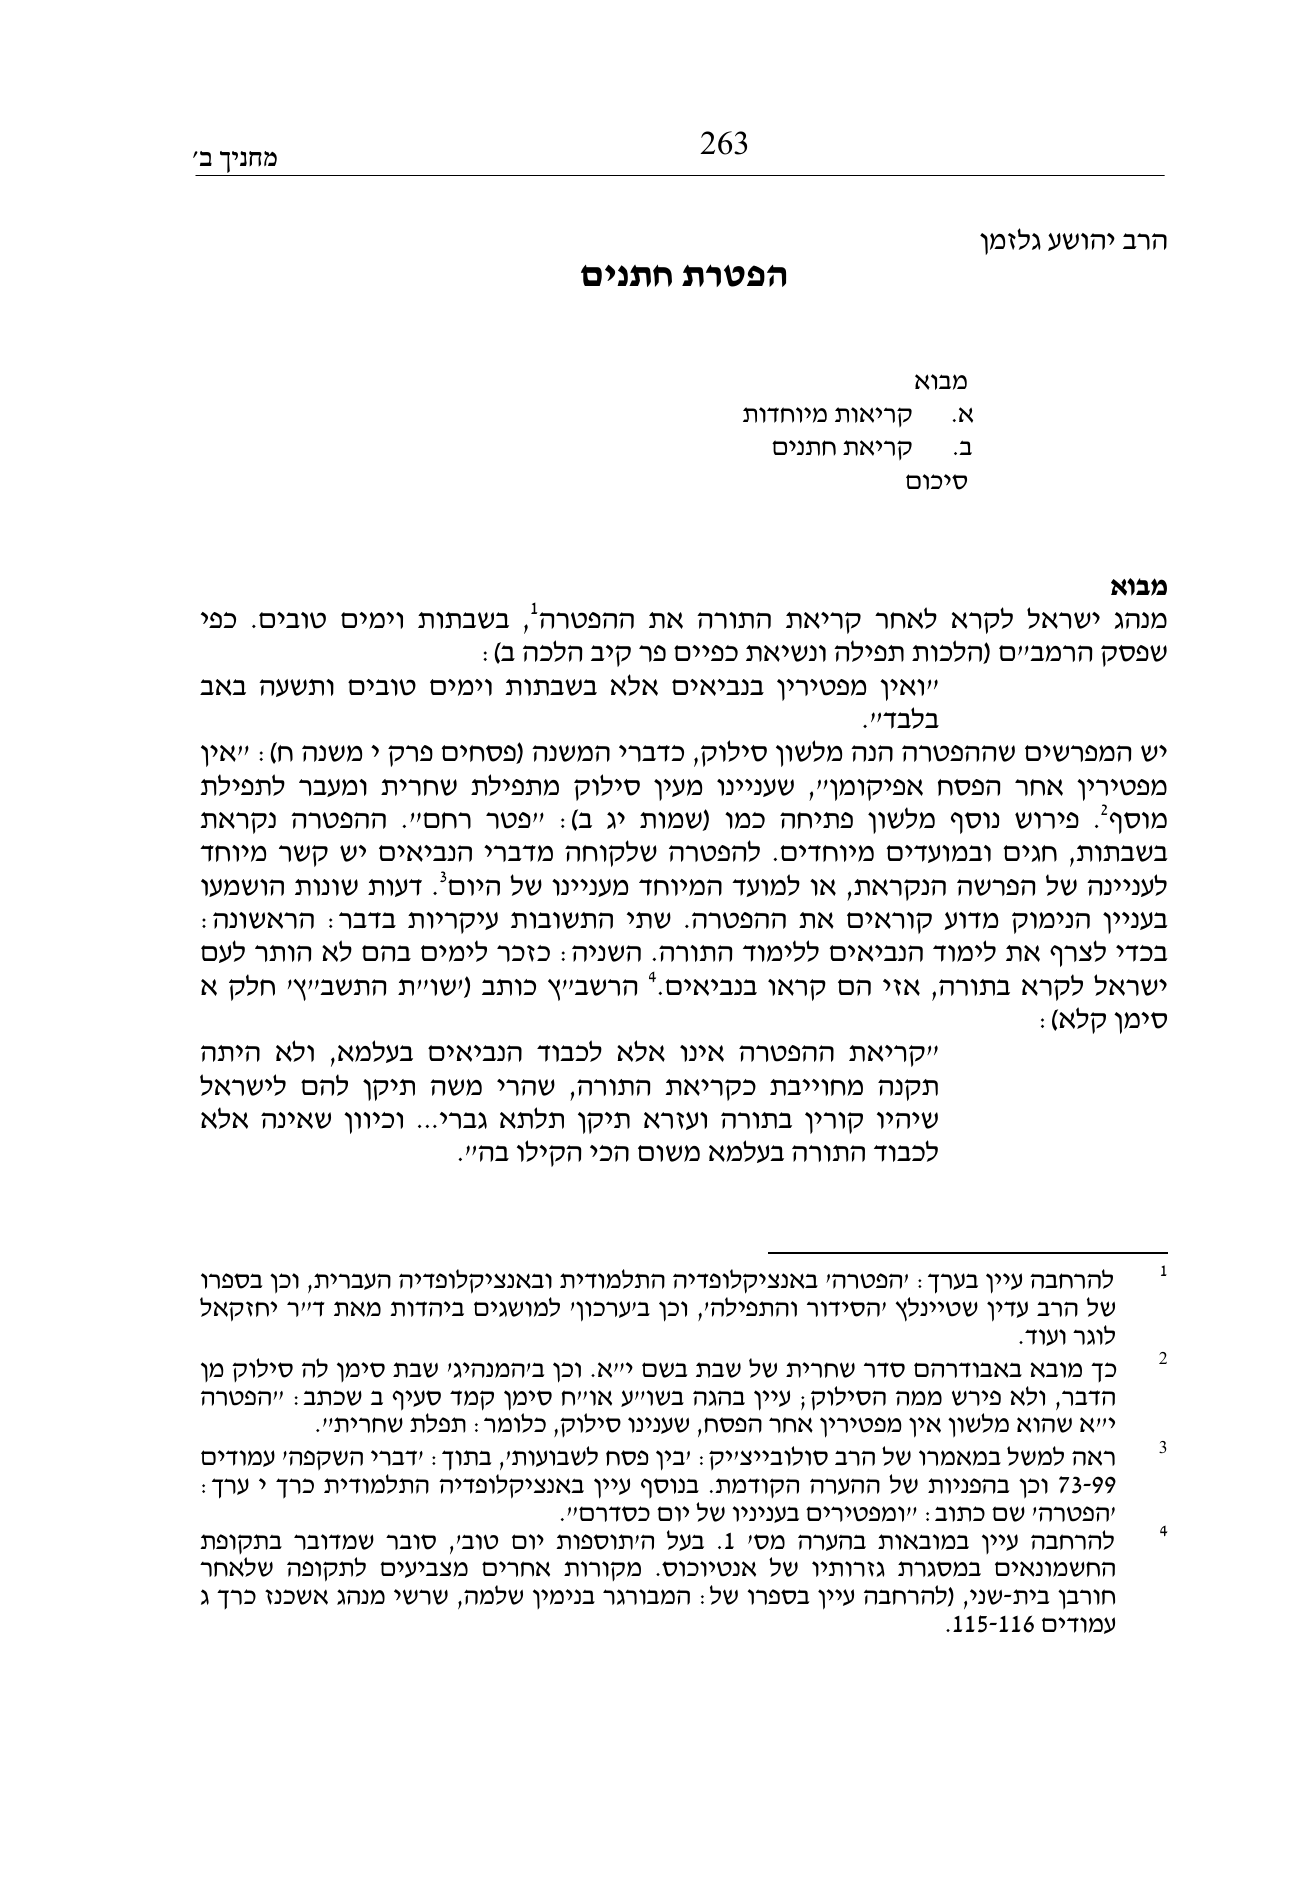 263
מחניך ב'
הרב יהושע גלזמן
הפטרת חתנים
מבוא
א. קריאות מיוחדות
ב. קריאת חתנים
סיכום
מבוא
מנהג ישראל לקרא לאחר קריאת התורה את ההפטרה1, בשבתות וימים טובים. כפי
שפסק הרמב"ם (הלכות תפילה ונשיאת כפיים פר קיב הלכה ב):
"ואין מפטירין בנביאים אלא בשבתות וימים טובים ותשעה באב
בלבד".
יש המפרשים שההפטרה הנה מלשון סילוק, כדברי המשנה (פסחים פרק י משנה ח): "אין
מפטירין אחר הפסח אפיקומן", שעניינו מעין סילוק מתפילת שחרית ומעבר לתפילת
מוסף2. פירוש נוסף מלשון פתיחה כמו (שמות יג ב): "פטר רחם". ההפטרה נקראת
בשבתות, חגים ובמועדים מיוחדים. להפטרה שלקוחה מדברי הנביאים יש קשר מיוחד
לעניינה של הפרשה הנקראת, או למועד המיוחד מעניינו של היום3. דעות שונות הושמעו
בעניין הנימוק מדוע קוראים את ההפטרה. שתי התשובות עיקריות בדבר: הראשונה:
בכדי לצרף את לימוד הנביאים ללימוד התורה. השניה: כזכר לימים בהם לא הותר לעם
ישראל לקרא בתורה, אזי הם קראו בנביאים.4 הרשב"ץ כותב ('שו"ת התשב"ץ' חלק א
סימן קלא):
"קריאת ההפטרה אינו אלא לכבוד הנביאים בעלמא, ולא היתה
תקנה מחוייבת כקריאת התורה, שהרי משה תיקן להם לישראל
שיהיו קורין בתורה ועזרא תיקן תלתא גברי... וכיוון שאינה אלא
לכבוד התורה בעלמא משום הכי הקילו בה".
1 להרחבה עיין בערך: 'הפטרה' באנציקלופדיה התלמודית ובאנציקלופדיה העברית, וכן בספרו
של הרב עדין שטיינלץ 'הסידור והתפילה', וכן ב'ערכון' למושגים ביהדות מאת ד"ר יחזקאל
לוגר ועוד.
2 כך מובא באבודרהם סדר שחרית של שבת בשם י"א. וכן ב'המנהיג' שבת סימן לה סילוק מן
הדבר, ולא פירש ממה הסילוק; עיין בהגה בשו"ע או"ח סימן קמד סעיף ב שכתב: "הפטרה
י"א שהוא מלשון אין מפטירין אחר הפסח, שענינו סילוק, כלומר: תפלת שחרית".
3 ראה למשל במאמרו של הרב סולובייצ'יק: 'בין פסח לשבועות', בתוך: 'דברי השקפה' עמודים
73-99 וכן בהפניות של ההערה הקודמת. בנוסף עיין באנציקלופדיה התלמודית כרך י ערך:
'הפטרה' שם כתוב: "ומפטירים בעניניו של יום כסדרם".
4 להרחבה עיין במובאות בהערה מס' 1. בעל ה'תוספות יום טוב', סובר שמדובר בתקופת
החשמונאים במסגרת גזרותיו של אנטיוכוס. מקורות אחרים מצביעים לתקופה שלאחר
חורבן בית-שני, (להרחבה עיין בספרו של: המבורגר בנימין שלמה, שרשי מנהג אשכנז כרך ג
עמודים 115-116.